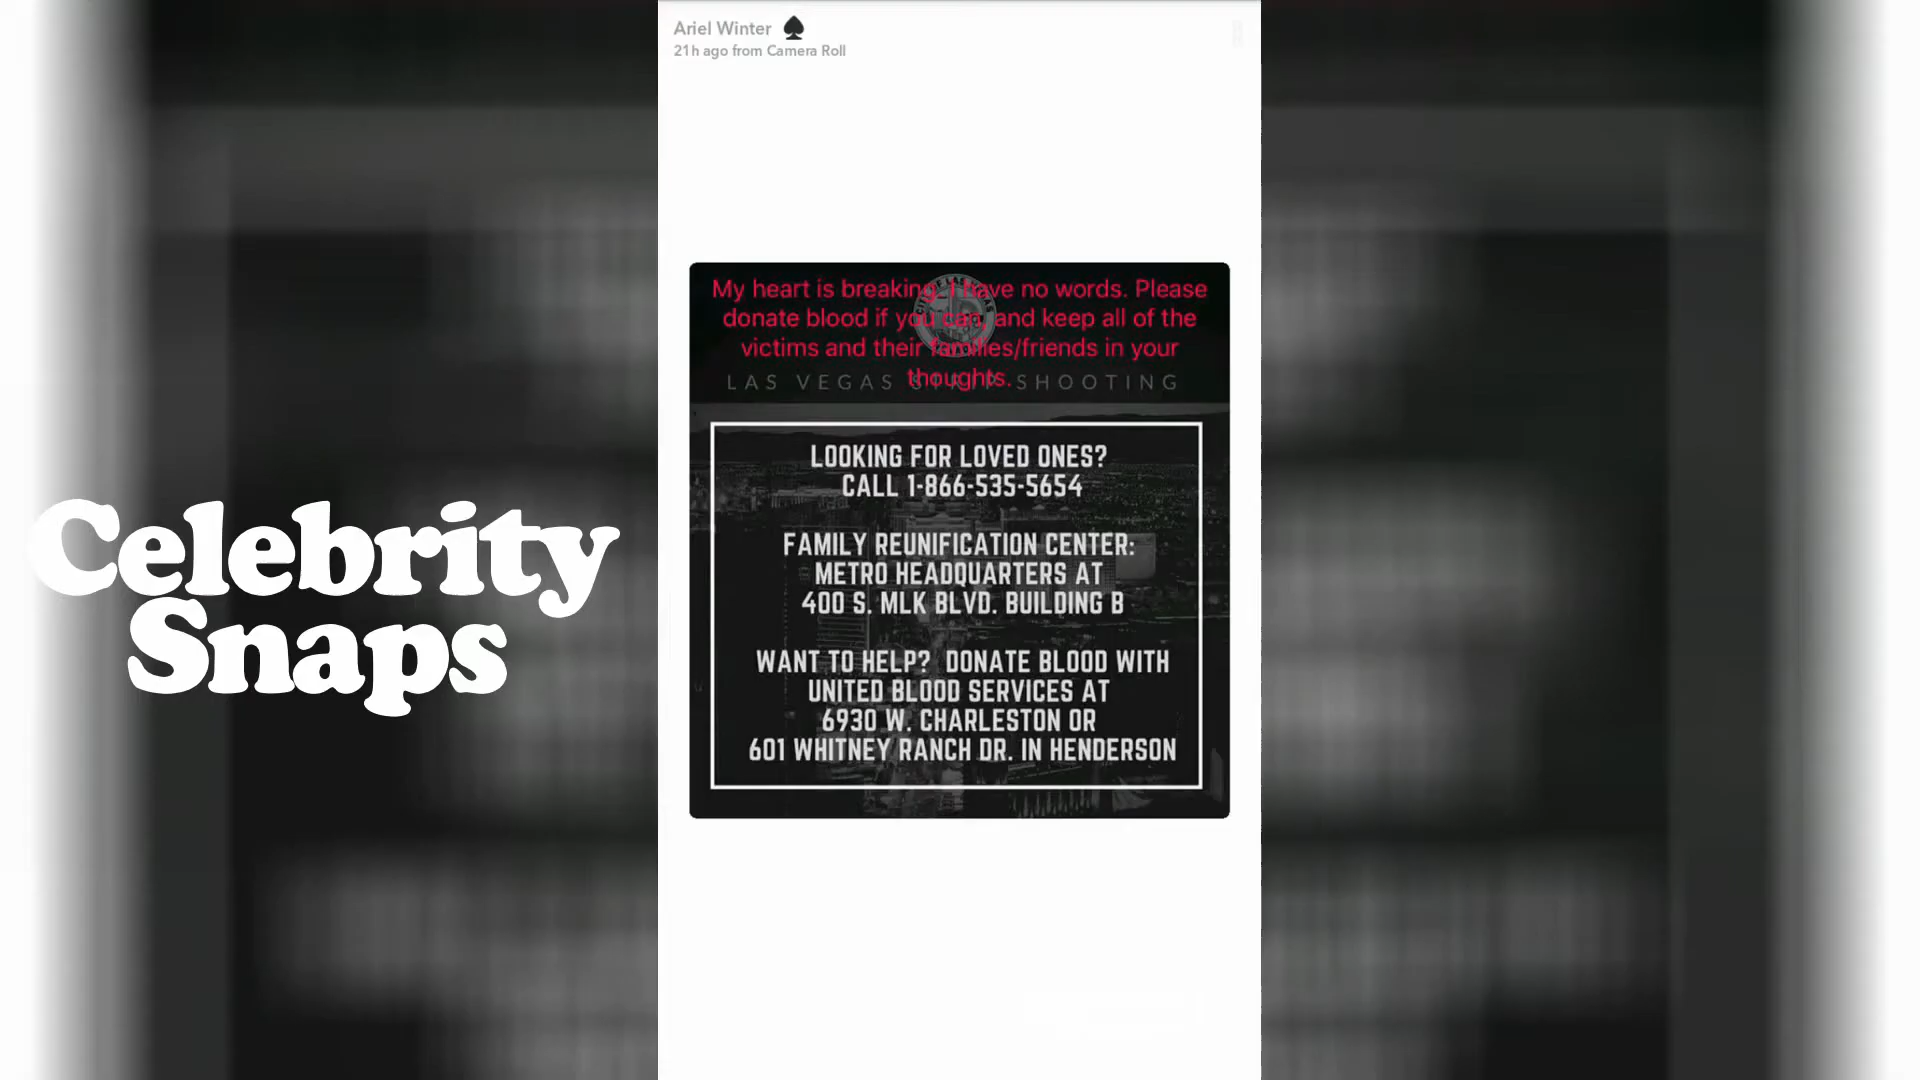 Ariel Winter
21h ago from Camera Roll
My heart is breaking. I have no words. Please
donate blood if you can, and keep all of the
victims and their families/friends in your
thoughts.
LAS VEGAS STRIP SHOOTING
LOOKING FOR LOVED ONES?
CALL 1-866-535-5654
FAMILY REUNIFICATION CENTER:
METRO HEADQUARTERS AT
400 S. MLK BLVD. BUILDING B
WANT TO HELP? DONATE BLOOD WITH
UNITED BLOOD SERVICES AT
6930 W. CHARLESTON OR
601 WHITNEY RANCH DR. IN HENDERSON
Celebrity
Snaps